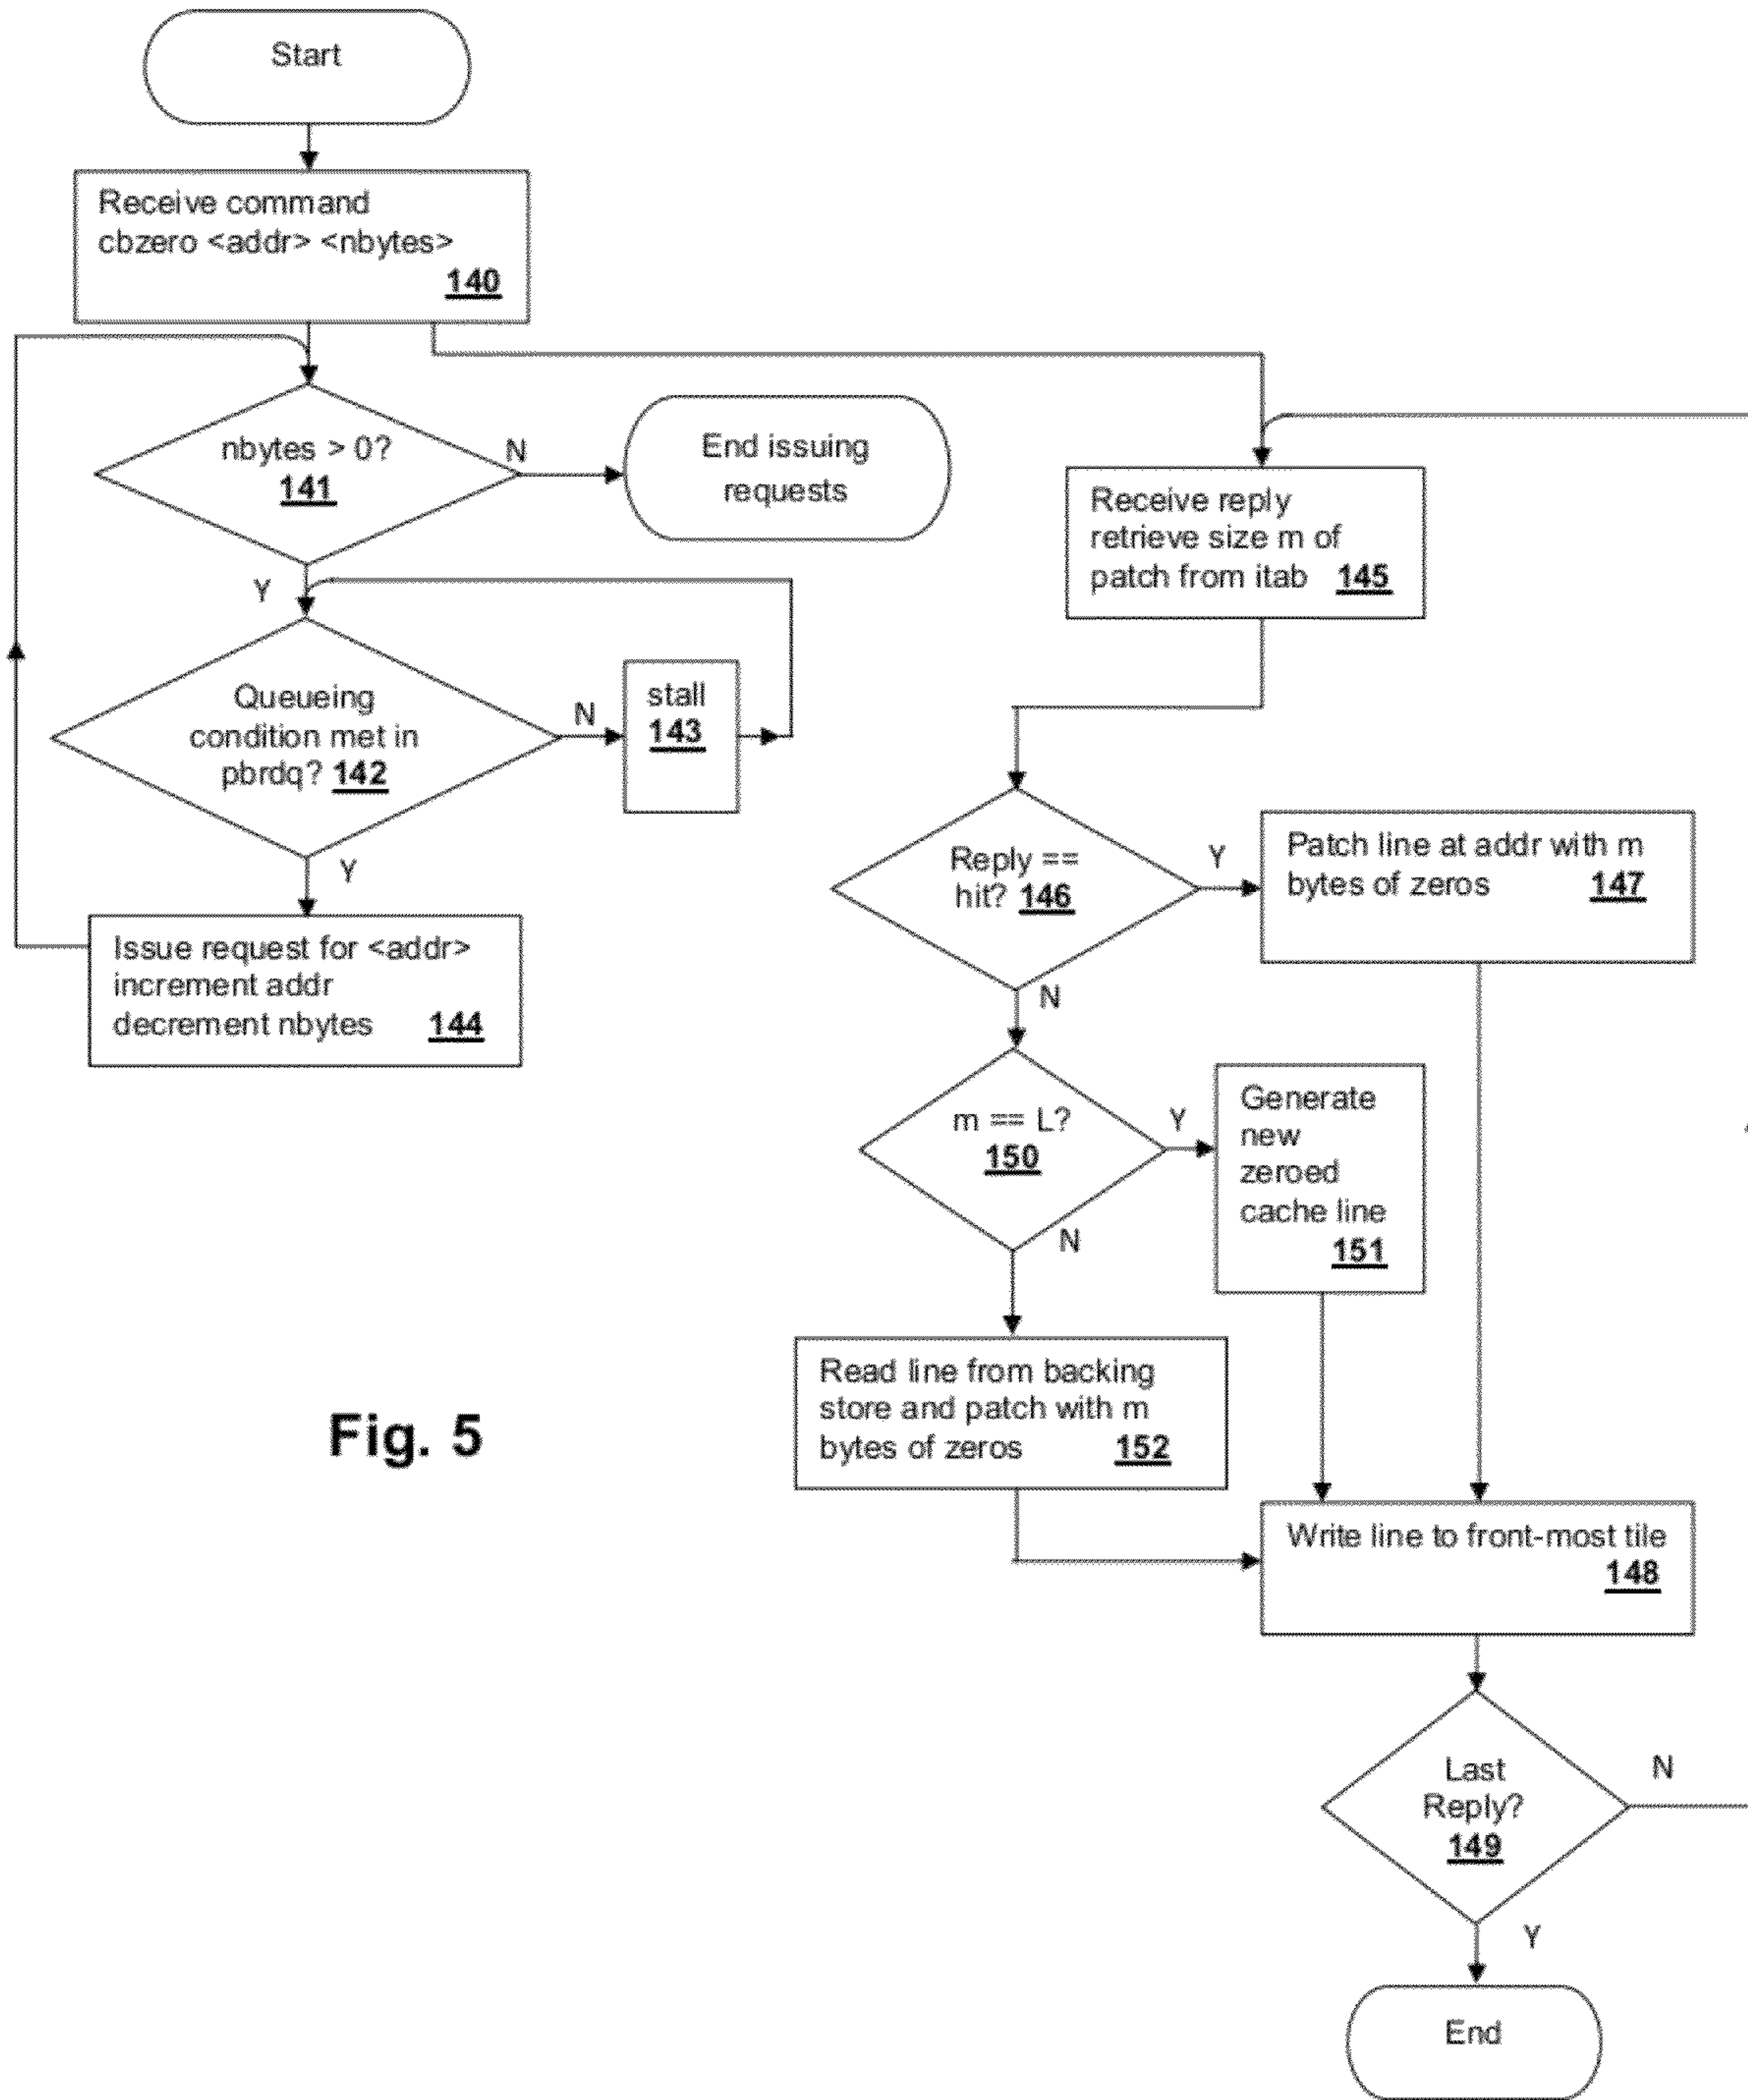 Start
Receive command
cbzero <addr> <nbytes>
140
nbytes > 0?
141
N
End issuing
requests
Y
Queueing
condition met in
pbrdq? 142
N
stall
143
Y
Issue request for <addr>
increment addr
decrement nbytes 144
Receive reply
retrieve size m of
patch from itab 145
Reply ==
hit? 146
Y
Patch line at addr with m
bytes of zeros 147
N
m == L?
150
Y
Generate
new
zeroed
cache line
151
N
Read line from backing
store and patch with m
bytes of zeros 152
Write line to front-most tile
148
Last
Reply?
149
N
Y
End
Fig. 5